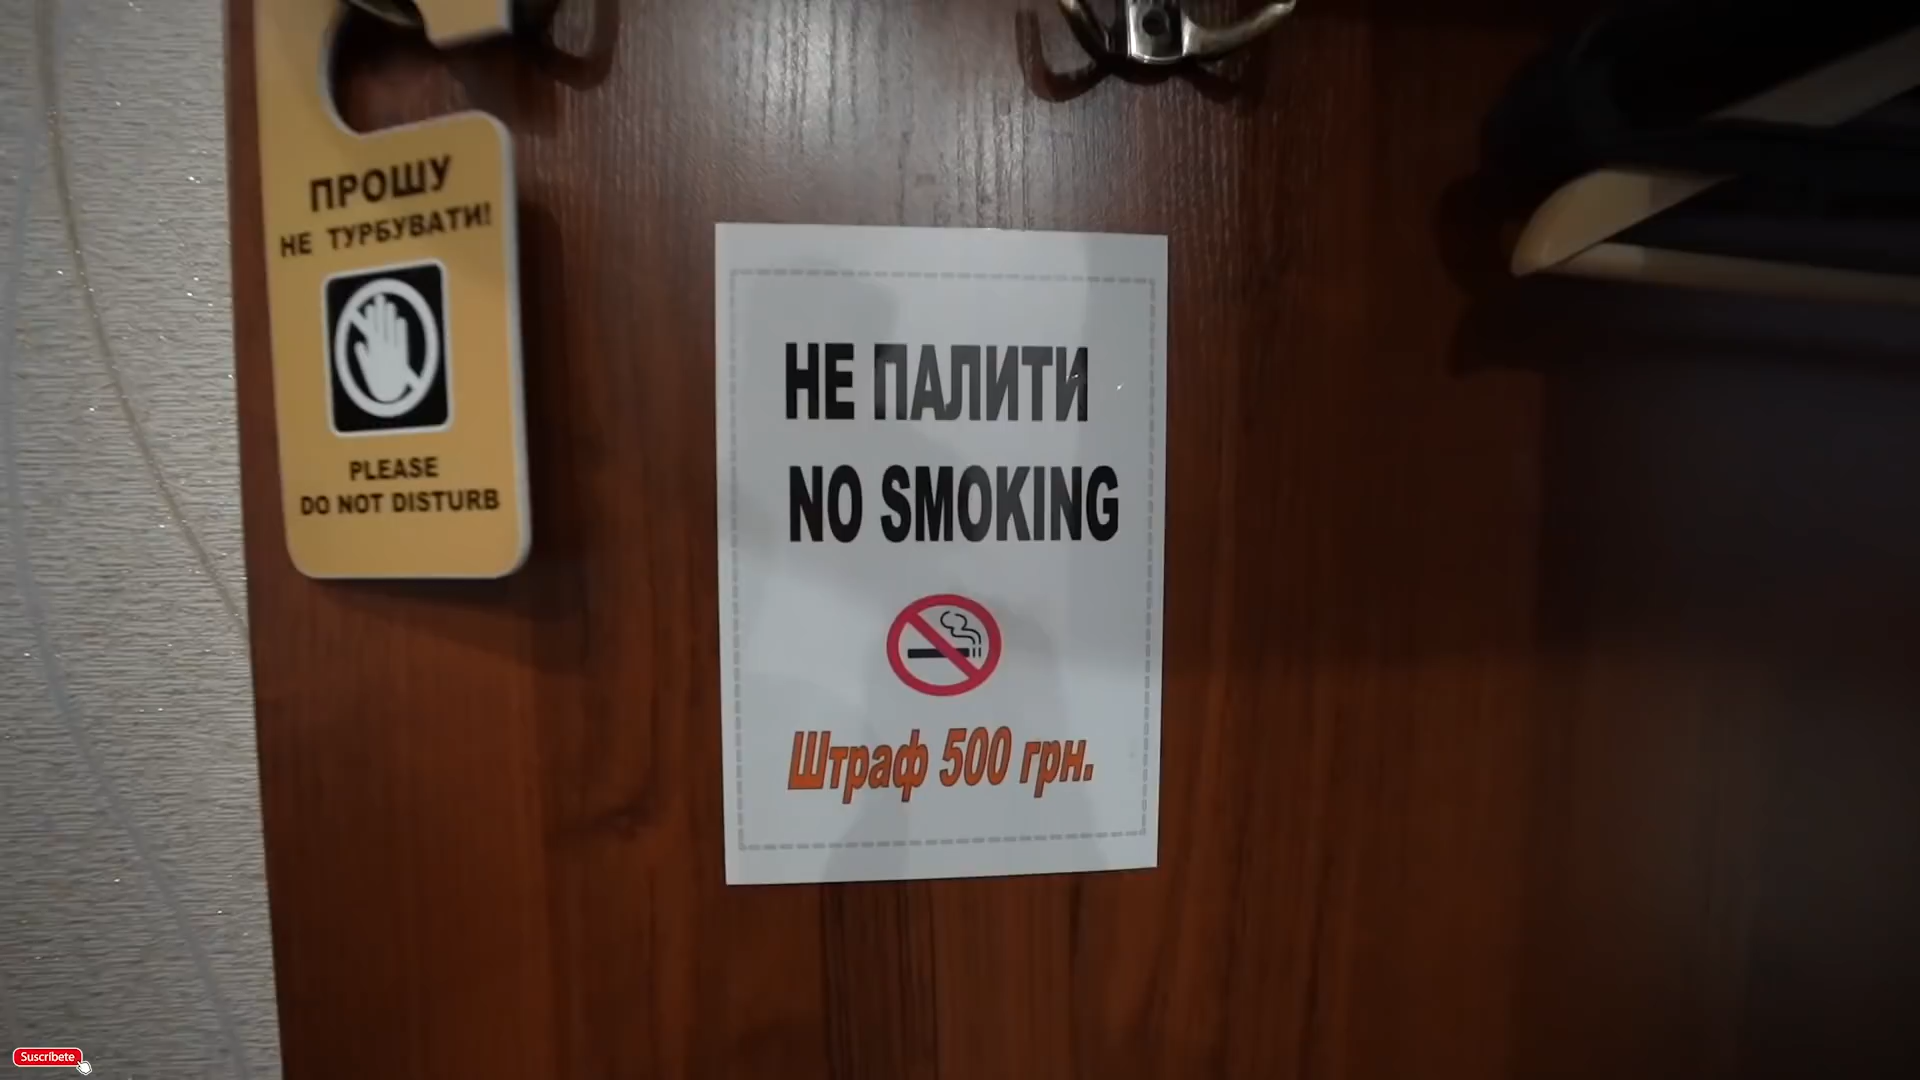 ПРОШУ
НЕ ТУРБУВАТИ!
PLEASE
DO NOT DISTURB
НЕ ПАЛИТИ
NO SMOKING
Штраф 500 грн.
Suscríbete